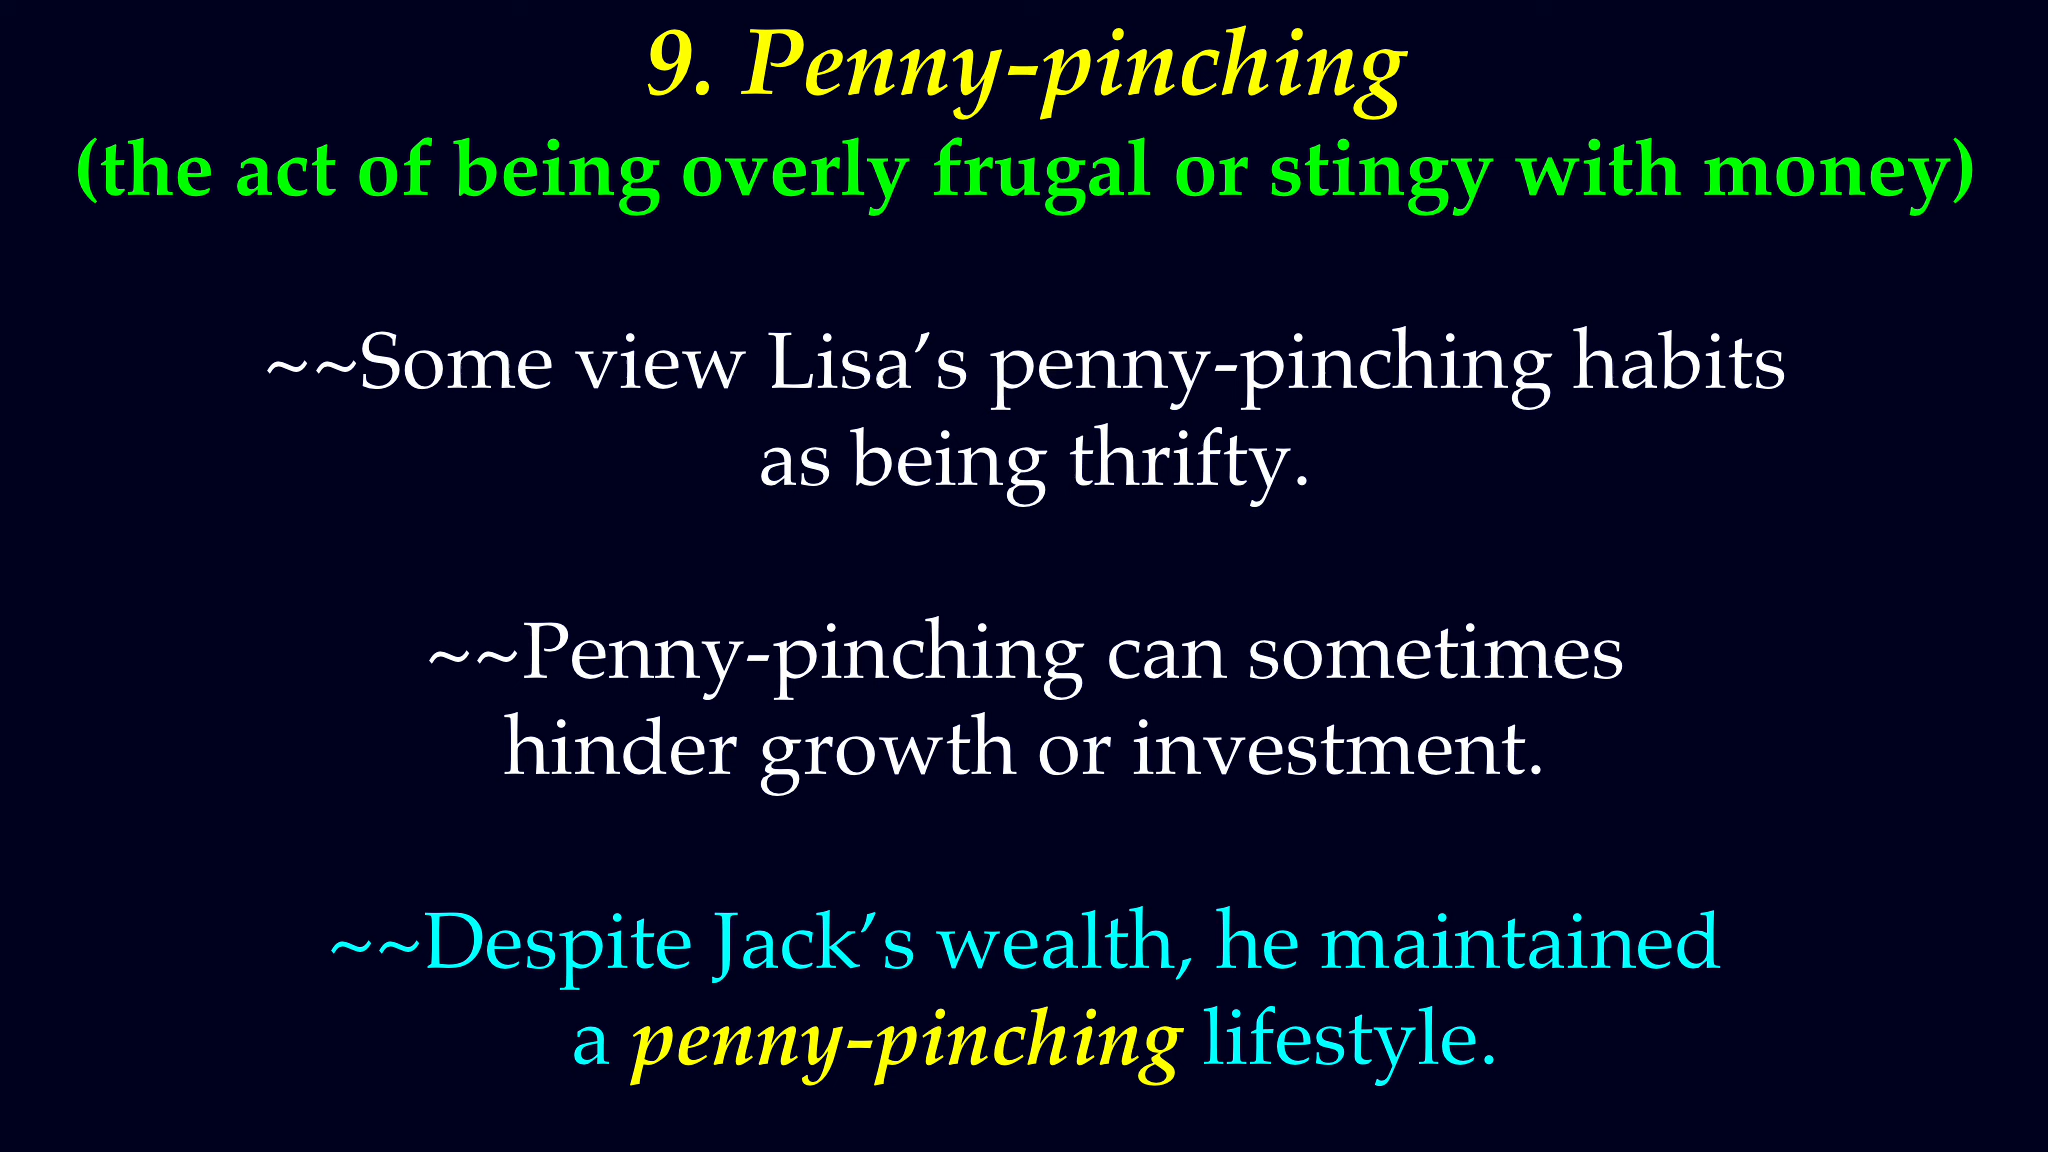 9. Penny-pinching
(the act of being overly frugal or stingy with money)
~~Some view Lisa’s penny-pinching habits
as being thrifty.
~~Penny-pinching can sometimes
hinder growth or investment.
~~Despite Jack’s wealth, he maintained
a penny-pinching lifestyle.